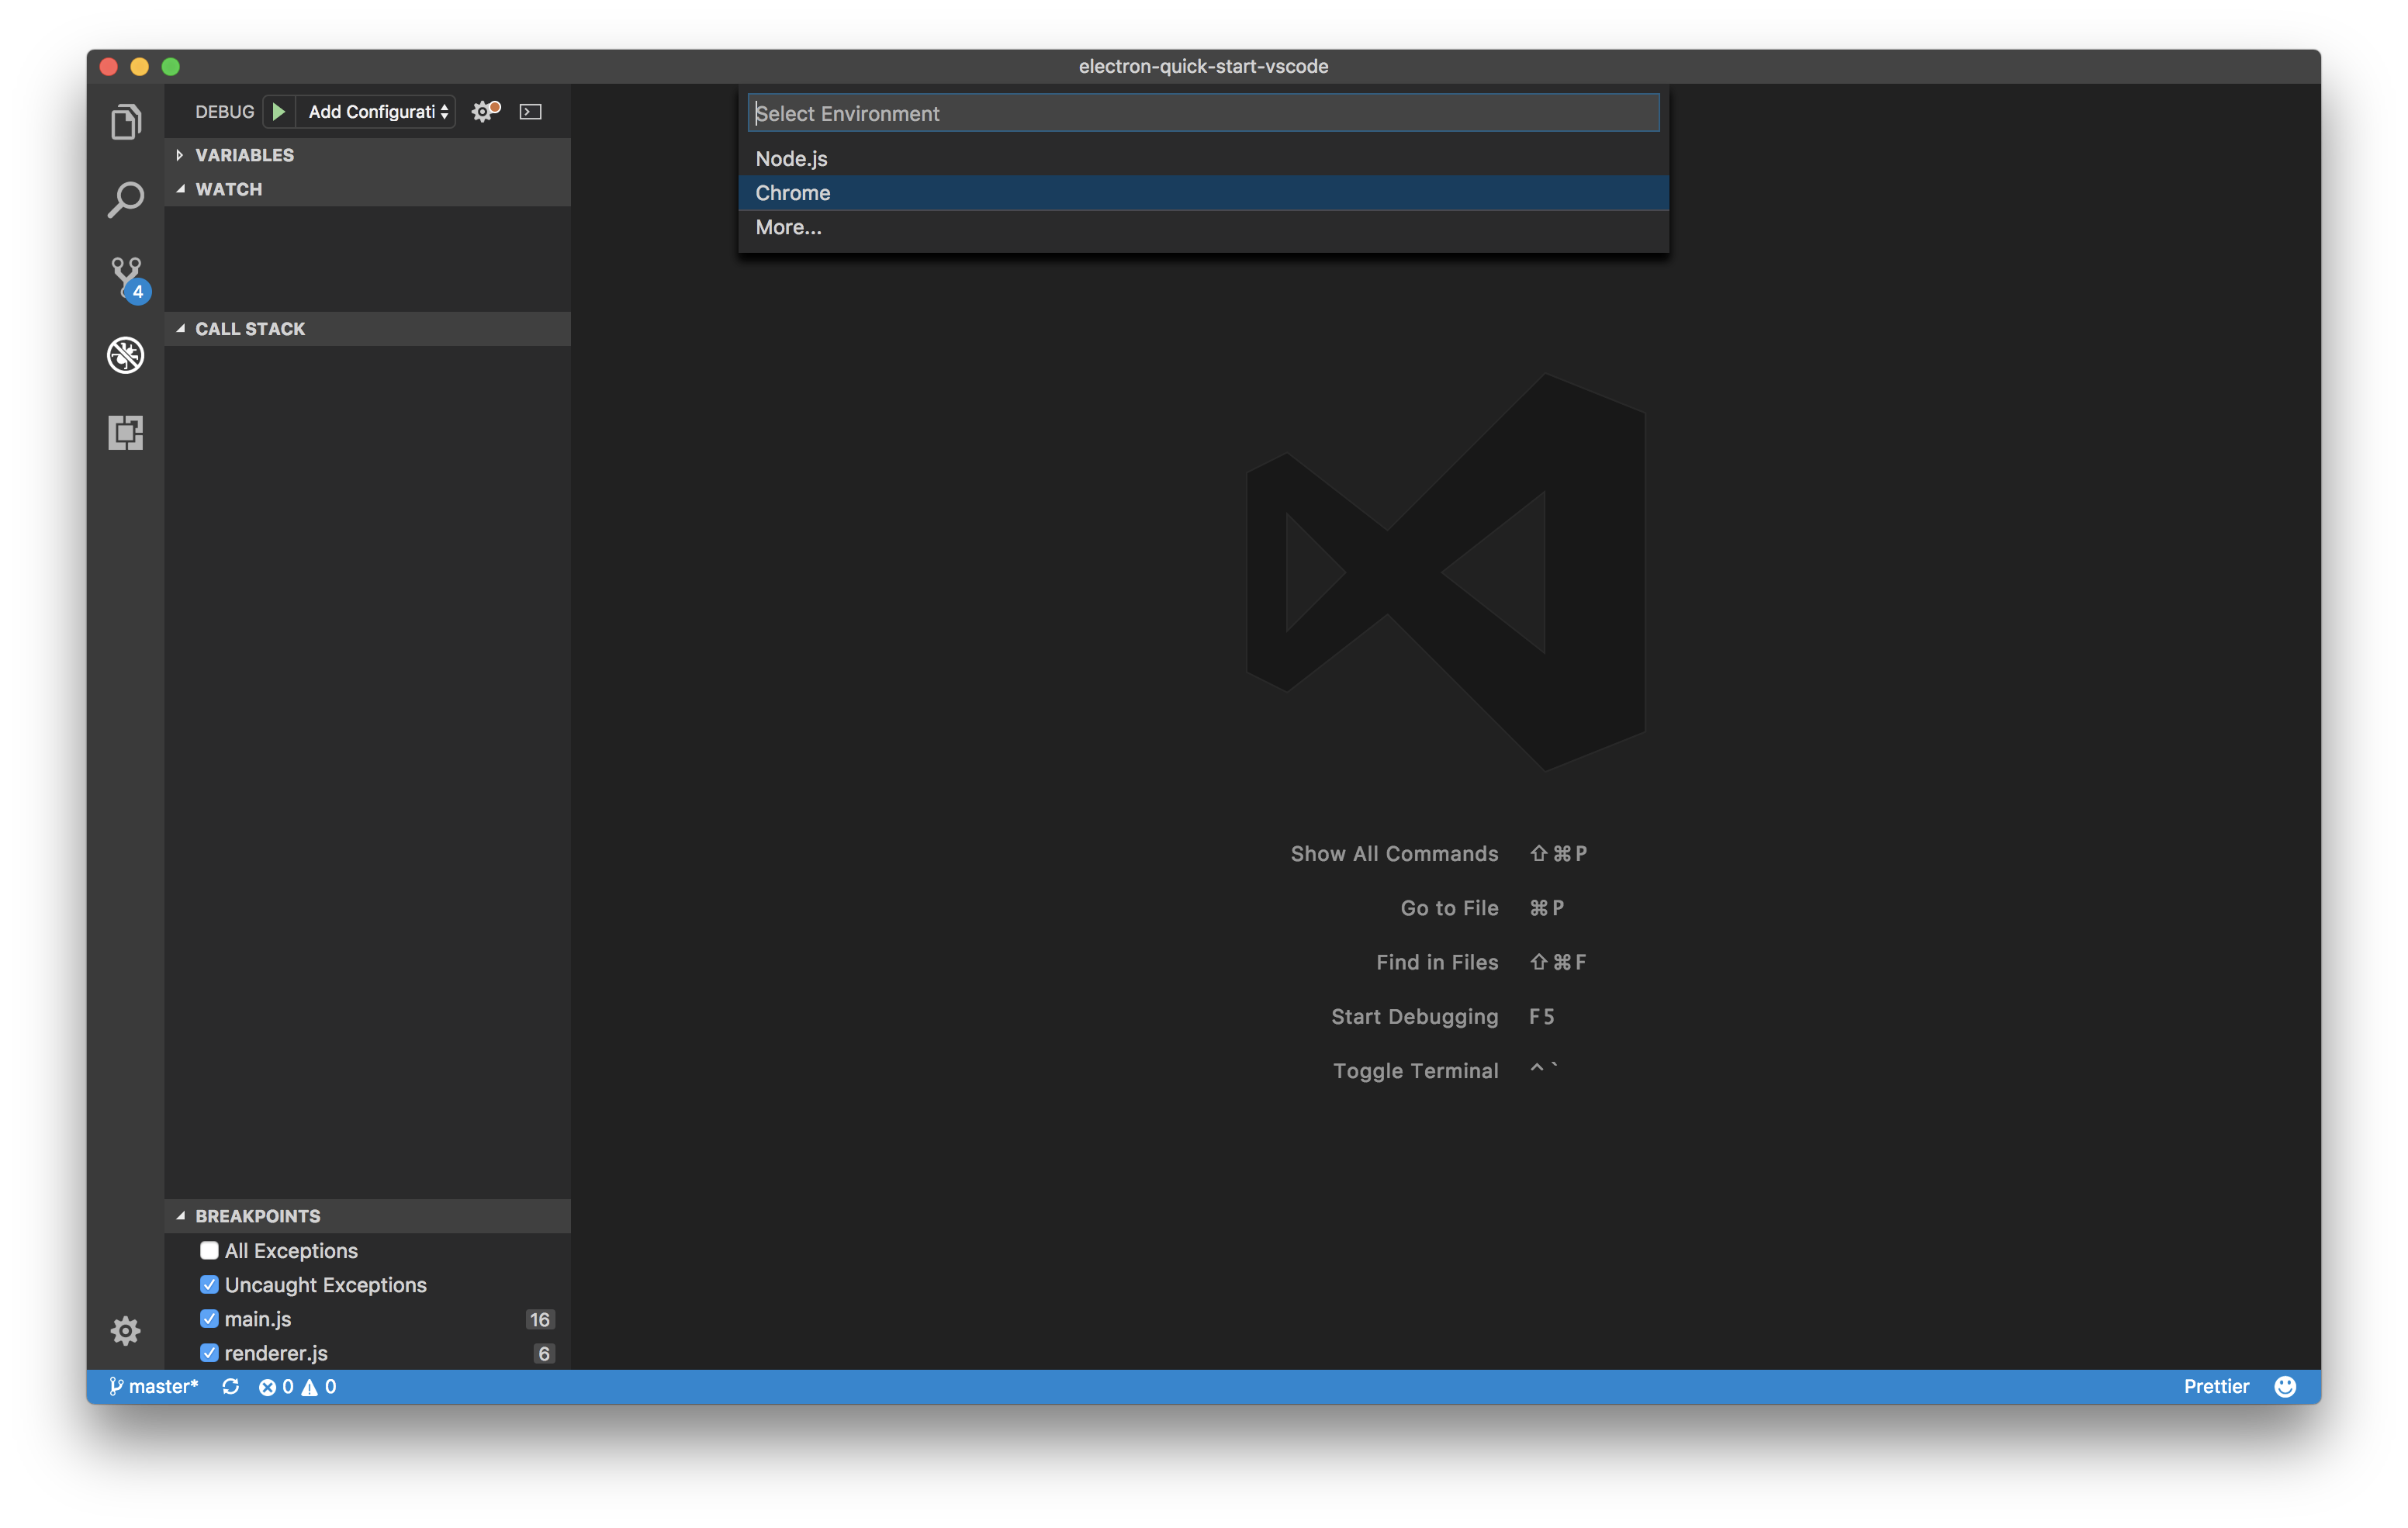 electron-quick-start-vscode
DEBUG Add Configurati
VARIABLES
WATCH
4
CALL STACK
BREAKPOINTS
All Exceptions
Uncaught Exceptions
main.js 16
renderer.js 6
Select Environment
Node.js
Chrome
More...
Show All Commands ⇧⌘P
Go to File ⌘P
Find in Files ⇧⌘F
Start Debugging F5
Toggle Terminal ⌃`
master* 0 0 Prettier